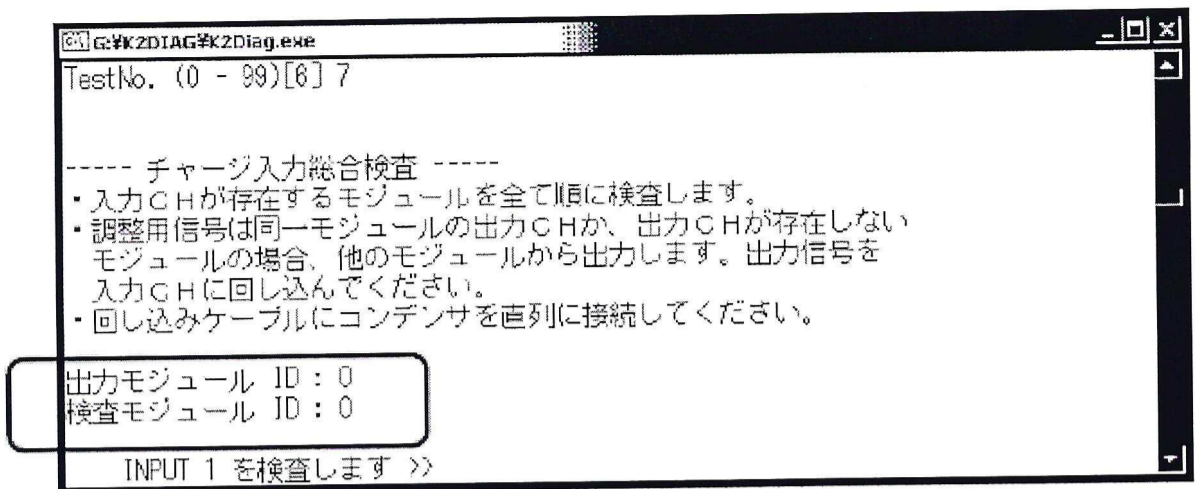 G:¥K2DIAG¥K2Diag.exe
TestNo. (0 - 99)[6] 7
----- チャージ入力総合検査 -----
・入力CHが存在するモジュールを全て順に検査します。
・調整用信号は同一モジュールの出力CHか、出力CHが存在しない
モジュールの場合、他のモジュールから出力します。出力信号を
入力CHに回し込んでください。
・回し込みケーブルにコンデンサを直列に接続してください。
出力モジュール ID : 0
検査モジュール ID : 0
INPUT 1 を検査します >>